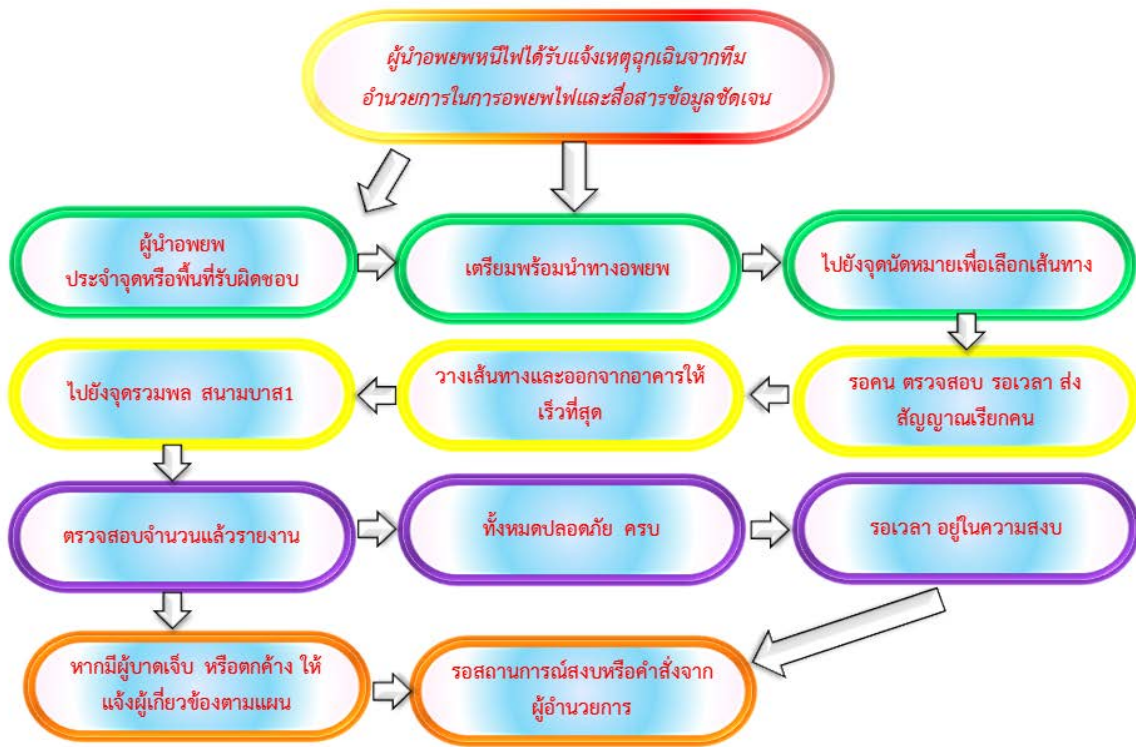 ผู้นำอพยพหนีไฟได้รับแจ้งเหตุฉุกเฉินจากทีม
อำนวยการในการอพยพไฟและสื่อสารข้อมูลชัดเจน
ผู้นำอพยพ
ประจำจุดหรือพื้นที่รับผิดชอบ
เตรียมพร้อมนำทางอพยพ
ไปยังจุดนัดหมายเพื่อเลือกเส้นทาง
รอคน ตรวจสอบ รอเวลา ส่ง
สัญญาณเรียกคน
วางเส้นทางและออกจากอาคารให้
เร็วที่สุด
ไปยังจุดรวมพล สนามบาส1
ตรวจสอบจำนวนแล้วรายงาน
ทั้งหมดปลอดภัย ครบ
รอเวลา อยู่ในความสงบ
หากมีผู้บาดเจ็บ หรือตกค้าง ให้
แจ้งผู้เกี่ยวข้องตามแผน
รอสถานการณ์สงบหรือคำสั่งจาก
ผู้อำนวยการ